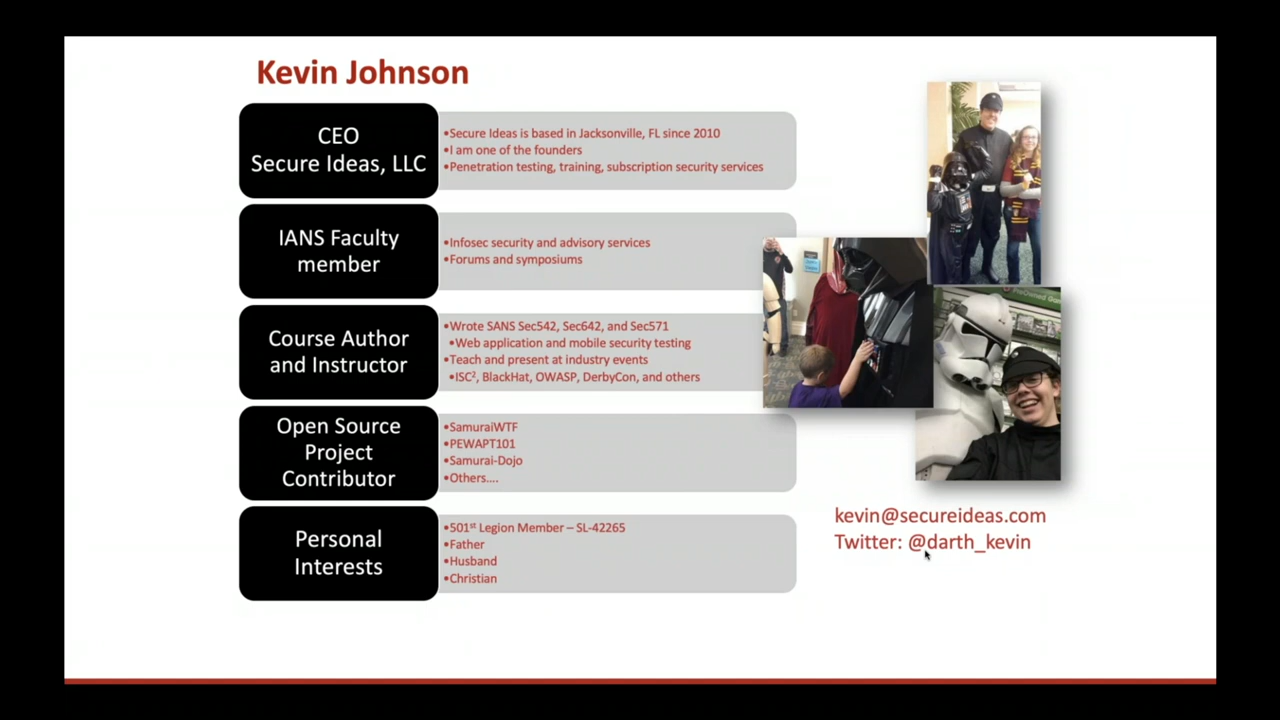 Kevin Johnson
CEO
Secure Ideas, LLC
•Secure Ideas is based in Jacksonville, FL since 2010
•I am one of the founders
•Penetration testing, training, subscription security services
IANS Faculty
member
•Infosec security and advisory services
•Forums and symposiums
Course Author
and Instructor
•Wrote SANS Sec542, Sec642, and Sec571
•Web application and mobile security testing
•Teach and present at industry events
•ISC², BlackHat, OWASP, DerbyCon, and others
Open Source
Project
Contributor
•SamuraiWTF
•PEWAPT101
•Samurai-Dojo
•Others....
Personal
Interests
•501st Legion Member – SL-42265
•Father
•Husband
•Christian
kevin@secureideas.com
Twitter: @darth_kevin